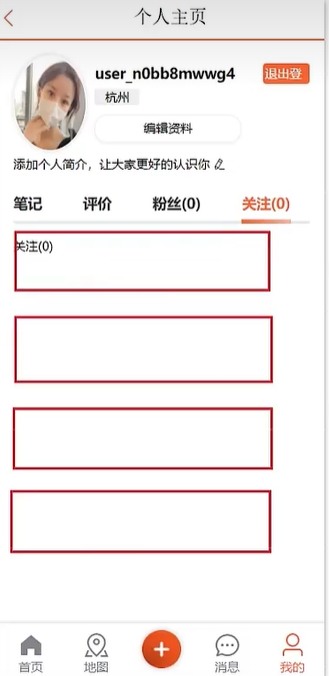 个人主页
user_n0bb8mwwg4
退出登
杭州
编辑资料
添加个人简介，让大家更好的认识你
笔记 评价 粉丝(0) 关注(0)
关注(0)
首页 地图 消息 我的